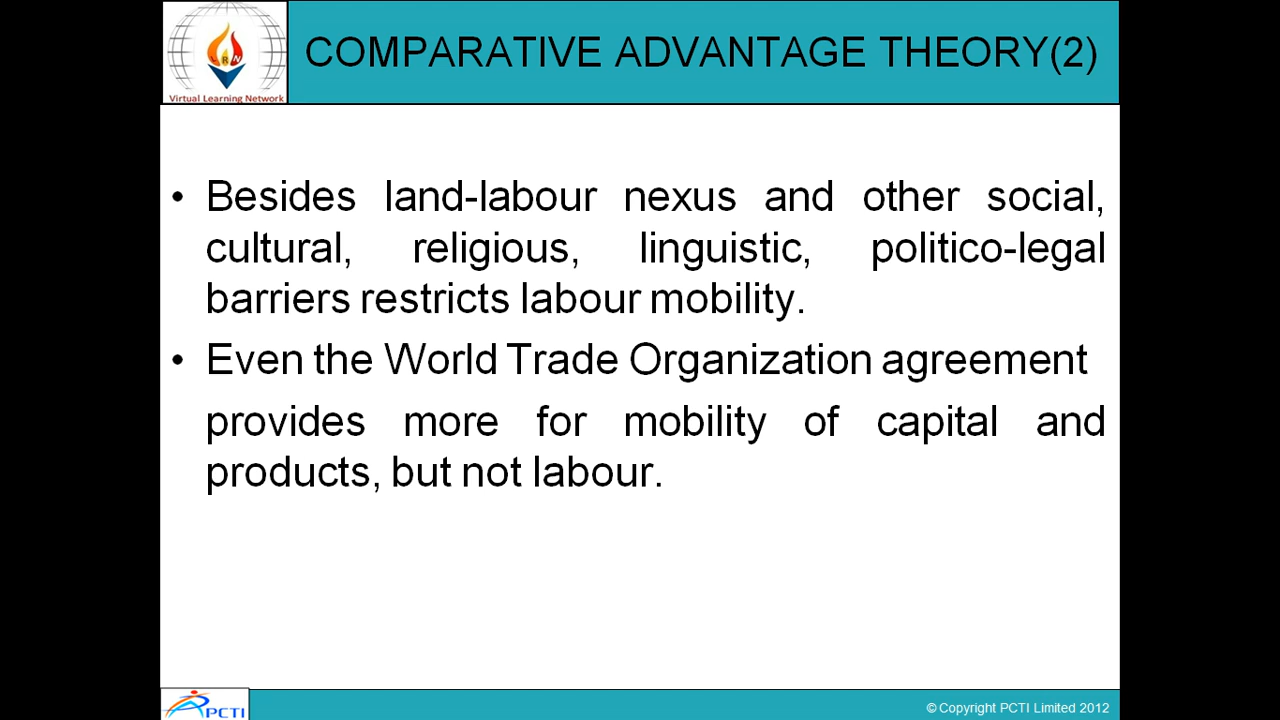 COMPARATIVE ADVANTAGE THEORY(2)
LRN
Virtual Learning Network
• Besides land-labour nexus and other social,
cultural, religious, linguistic, politico-legal
barriers restricts labour mobility.
• Even the World Trade Organization agreement
provides more for mobility of capital and
products, but not labour.
PCTI
© Copyright PCTI Limited 2012